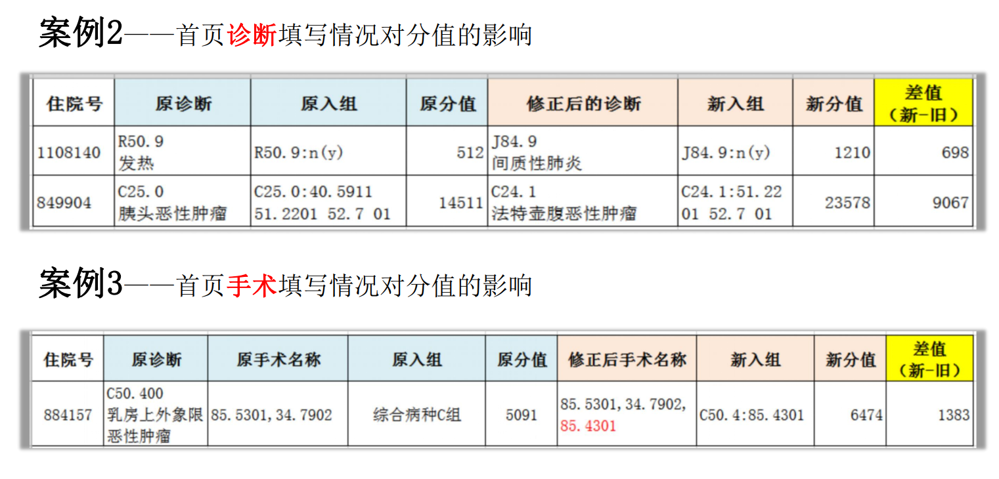 案例2——首页诊断填写情况对分值的影响
住院号 原诊断 原入组 原分值 修正后的诊断 新入组 新分值 差值
（新-旧）
1108140 R50.9
发热 R50.9:n(y) 512 J84.9
间质性肺炎 J84.9:n(y) 1210 698
849904 C25.0
胰头恶性肿瘤 C25.0:40.5911
51.2201 52.7 01 14511 C24.1
法特壶腹恶性肿瘤 C24.1:51.22
01 52.7 01 23578 9067
案例3——首页手术填写情况对分值的影响
住院号 原诊断 原手术名称 原入组 原分值 修正后手术名称 新入组 新分值 差值
（新-旧）
884157 C50.400
乳房上外象限
恶性肿瘤 85.5301,34.7902 综合病种C组 5091 85.5301,34.7902,
85.4301 C50.4:85.4301 6474 1383